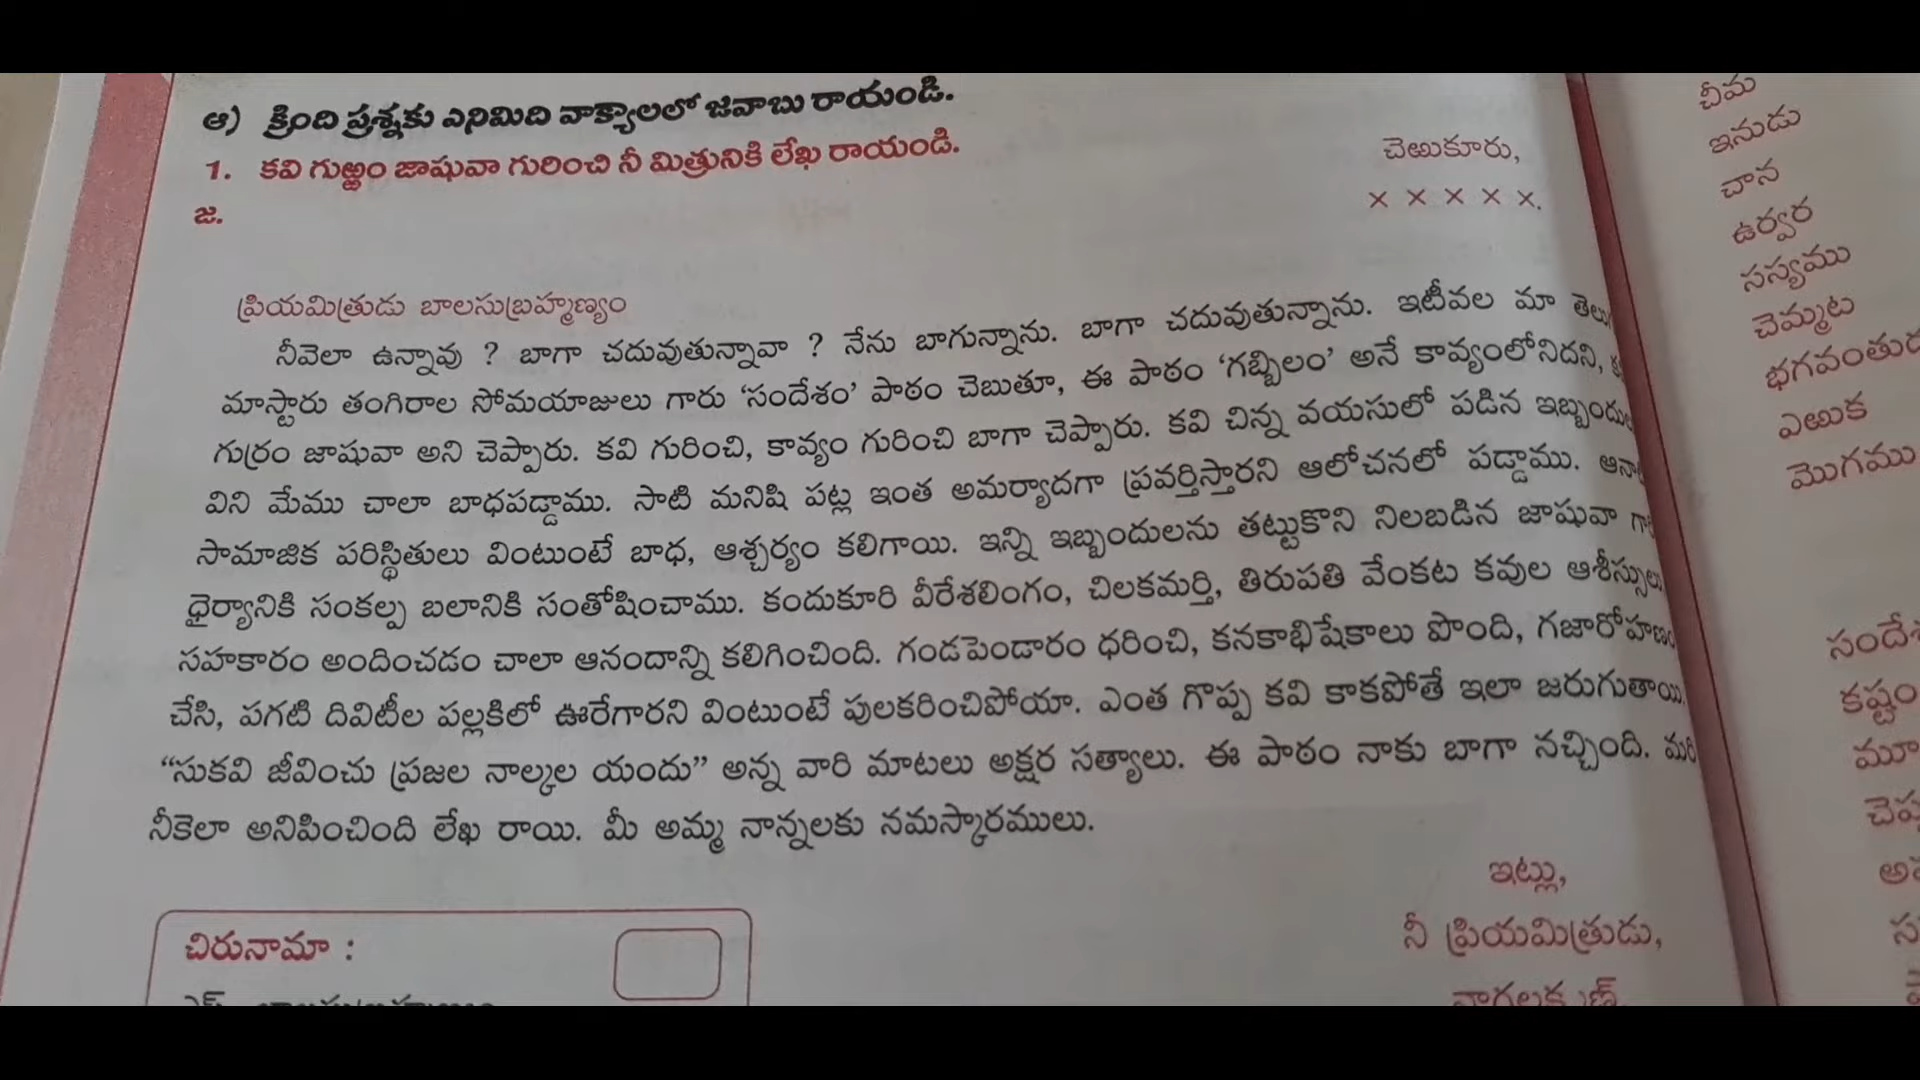 ఆ) క్రింది ప్రశ్నకు ఎనిమిది వాక్యాలలో జవాబు రాయండి.
1. కవి గుఱ్ఱం జాషువా గురించి నీ మిత్రునికి లేఖ రాయండి.
జ.
చెఱుకూరు,
× × × × ×.
ప్రియమిత్రుడు బాలసుబ్రహ్మణ్యం
నీవెలా ఉన్నావు ? బాగా చదువుతున్నావా ? నేను బాగున్నాను. బాగా చదువుతున్నాను. ఇటీవల మా
మాస్టారు తంగిరాల సోమయాజులు గారు ‘సందేశం’ పాఠం చెబుతూ, ఈ పాఠం ‘గబ్బిలం’ అనే కావ్యంలోనిదని,
గుర్రం జాషువా అని చెప్పారు. కవి గురించి, కావ్యం గురించి బాగా చెప్పారు. కవి చిన్న వయసులో పడిన
విని మేము చాలా బాధపడ్డాము. సాటి మనిషి పట్ల ఇంత అమర్యాదగా ప్రవర్తిస్తారని ఆలోచనలో పడ్డాము.
సామాజిక పరిస్థితులు వింటుంటే బాధ, ఆశ్చర్యం కలిగాయి. ఇన్ని ఇబ్బందులను తట్టుకొని నిలబడిన జాషువా
ధైర్యానికి సంకల్ప బలానికి సంతోషించాము. కందుకూరి వీరేశలింగం, చిలకమర్తి, తిరుపతి వేంకట కవుల ఆశీస్సులు
సహకారం అందించడం చాలా ఆనందాన్ని కలిగించింది. గండపెండారం ధరించి, కనకాభిషేకాలు పొంది, గజారోహణం
చేసి, పగటి దివిటీల పల్లకిలో ఊరేగారని వింటుంటే పులకరించిపోయా. ఎంత గొప్ప కవి కాకపోతే ఇలా జరుగుతాయి.
“సుకవి జీవించు ప్రజల నాల్కల యందు” అన్న వారి మాటలు అక్షర సత్యాలు. ఈ పాఠం నాకు బాగా నచ్చింది. మరి
నీకెలా అనిపించింది లేఖ రాయి. మీ అమ్మ నాన్నలకు నమస్కారములు.
ఇట్లు,
నీ ప్రియమిత్రుడు,
చిరునామా :
చీమ
ఇనుడు
చాన
ఉర్వర
సస్యము
చెమ్మట
ఎఱుక
మొగము